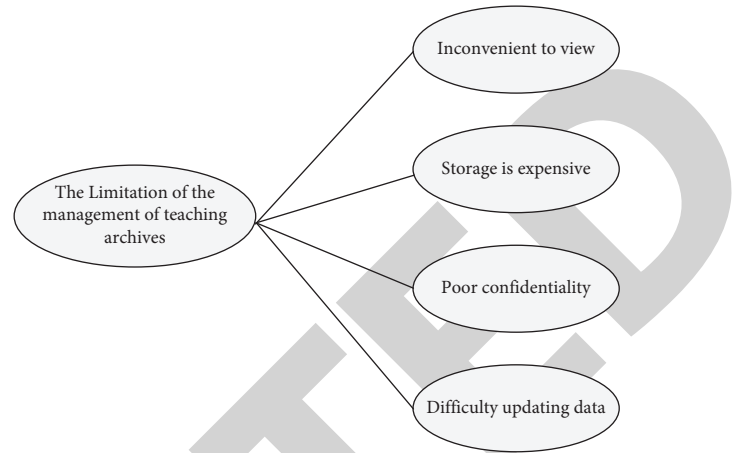 The Limitation of the
management of teaching
archives
Inconvenient to view
Storage is expensive
Poor confidentiality
Difficulty updating data
TED